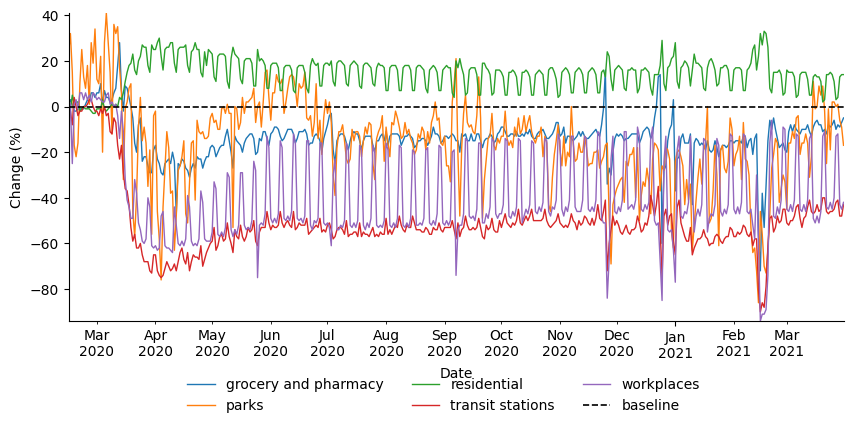 40
20
0
−20
−40
−60
−80
Change (%)
Mar Apr May Jun Jul Aug Sep Oct Nov Dec Jan Feb Mar
2020 2020 2020 2020 2020 2020 2020 2020 2020 2020 2021 2021 2021
Date
grocery and pharmacy residential workplaces
parks transit stations baseline